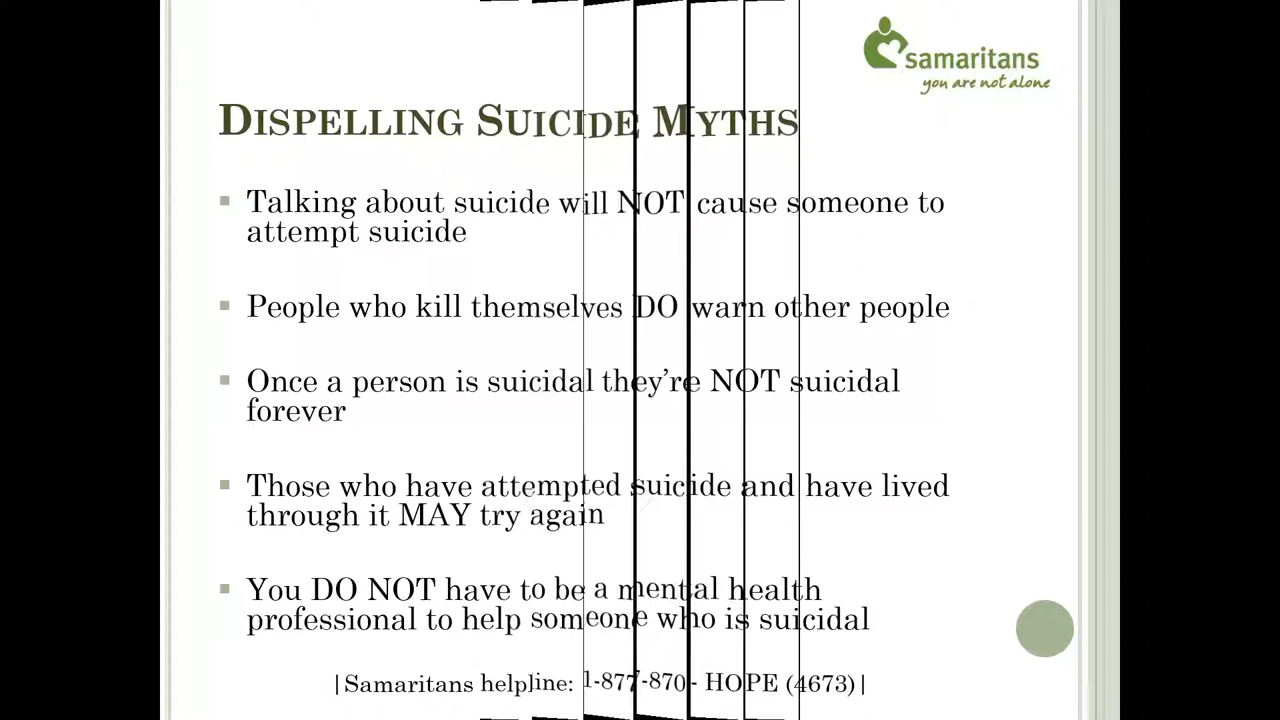 samaritans
you are not alone
DISPELLING SUICIDE MYTHS
Talking about suicide will NOT cause someone to
attempt suicide
People who kill themselves DO warn other people
Once a person is suicidal they’re NOT suicidal
forever
Those who have attempted suicide and have lived
through it MAY try again
You DO NOT have to be a mental health
professional to help someone who is suicidal
|Samaritans helpline: 1-877-870- HOPE (4673)|